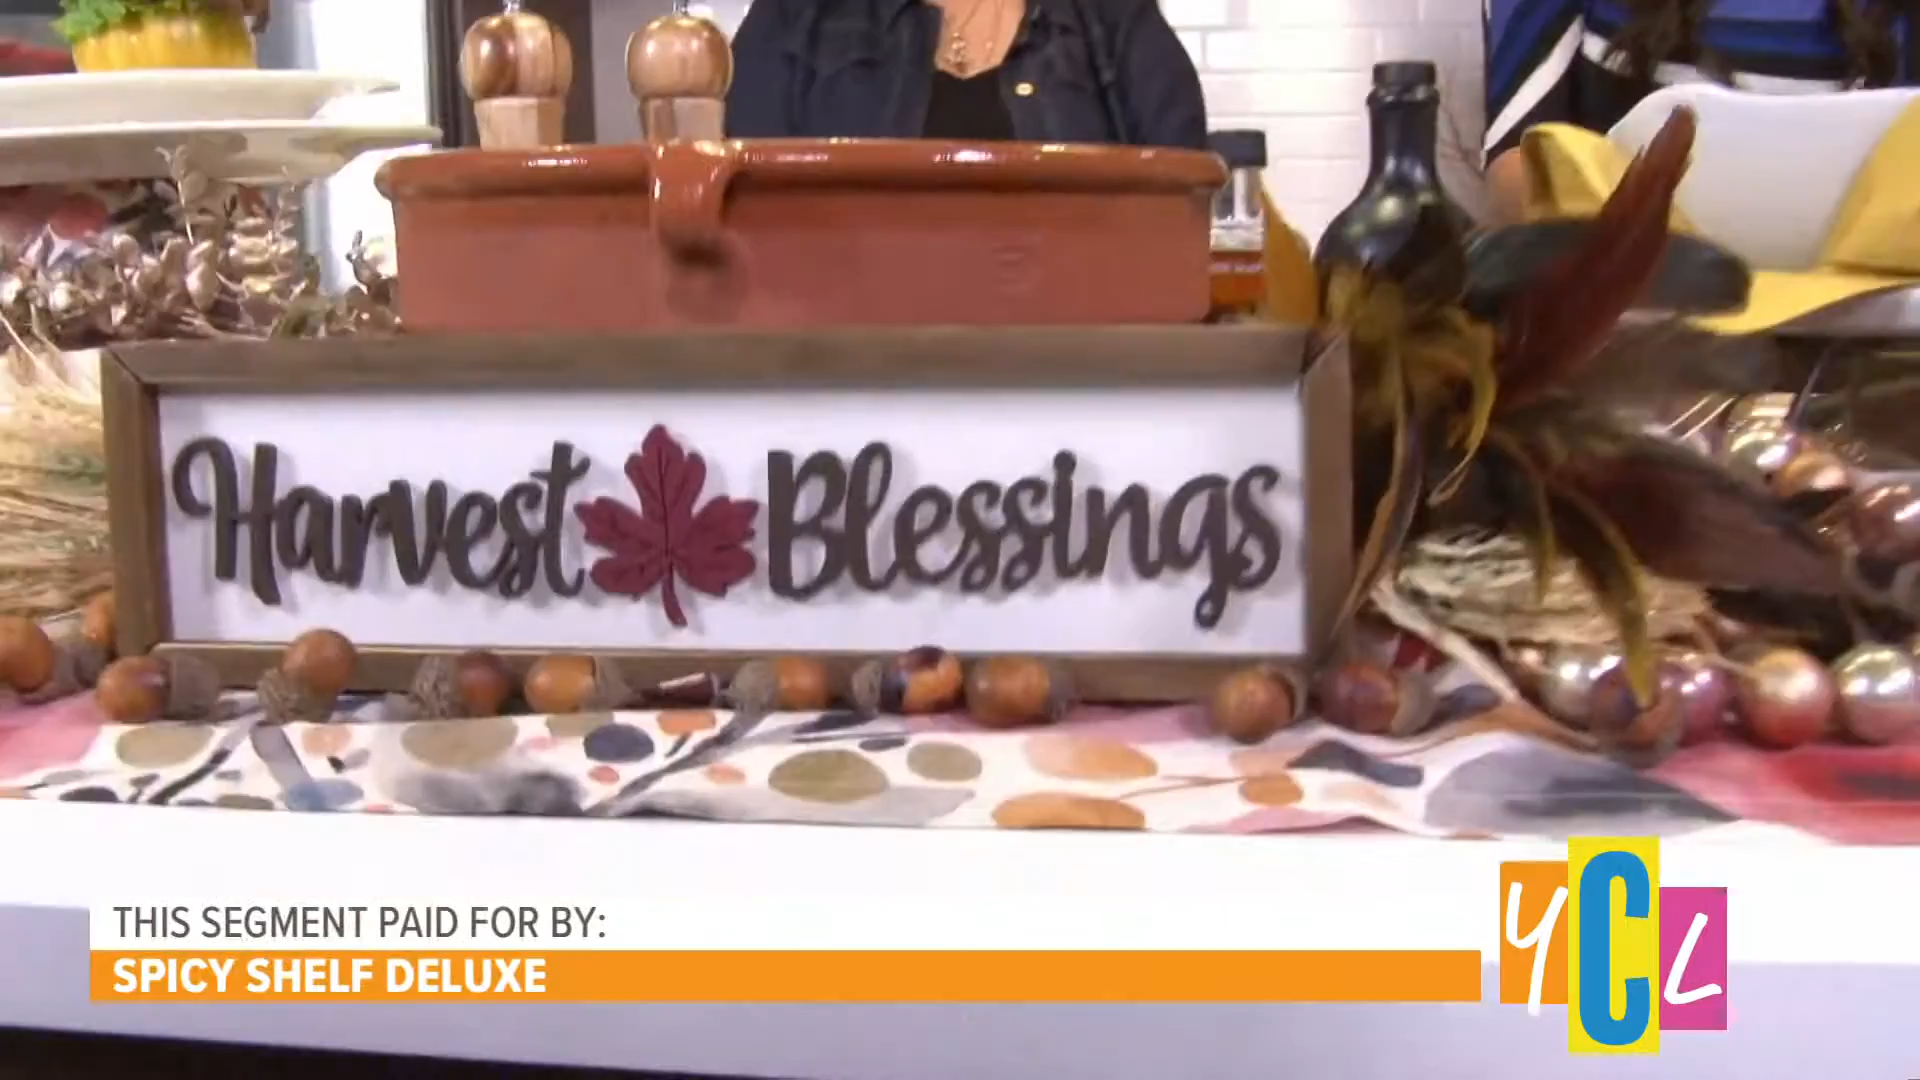 Harvest Blessings
THIS SEGMENT PAID FOR BY:
SPICY SHELF DELUXE
YCL